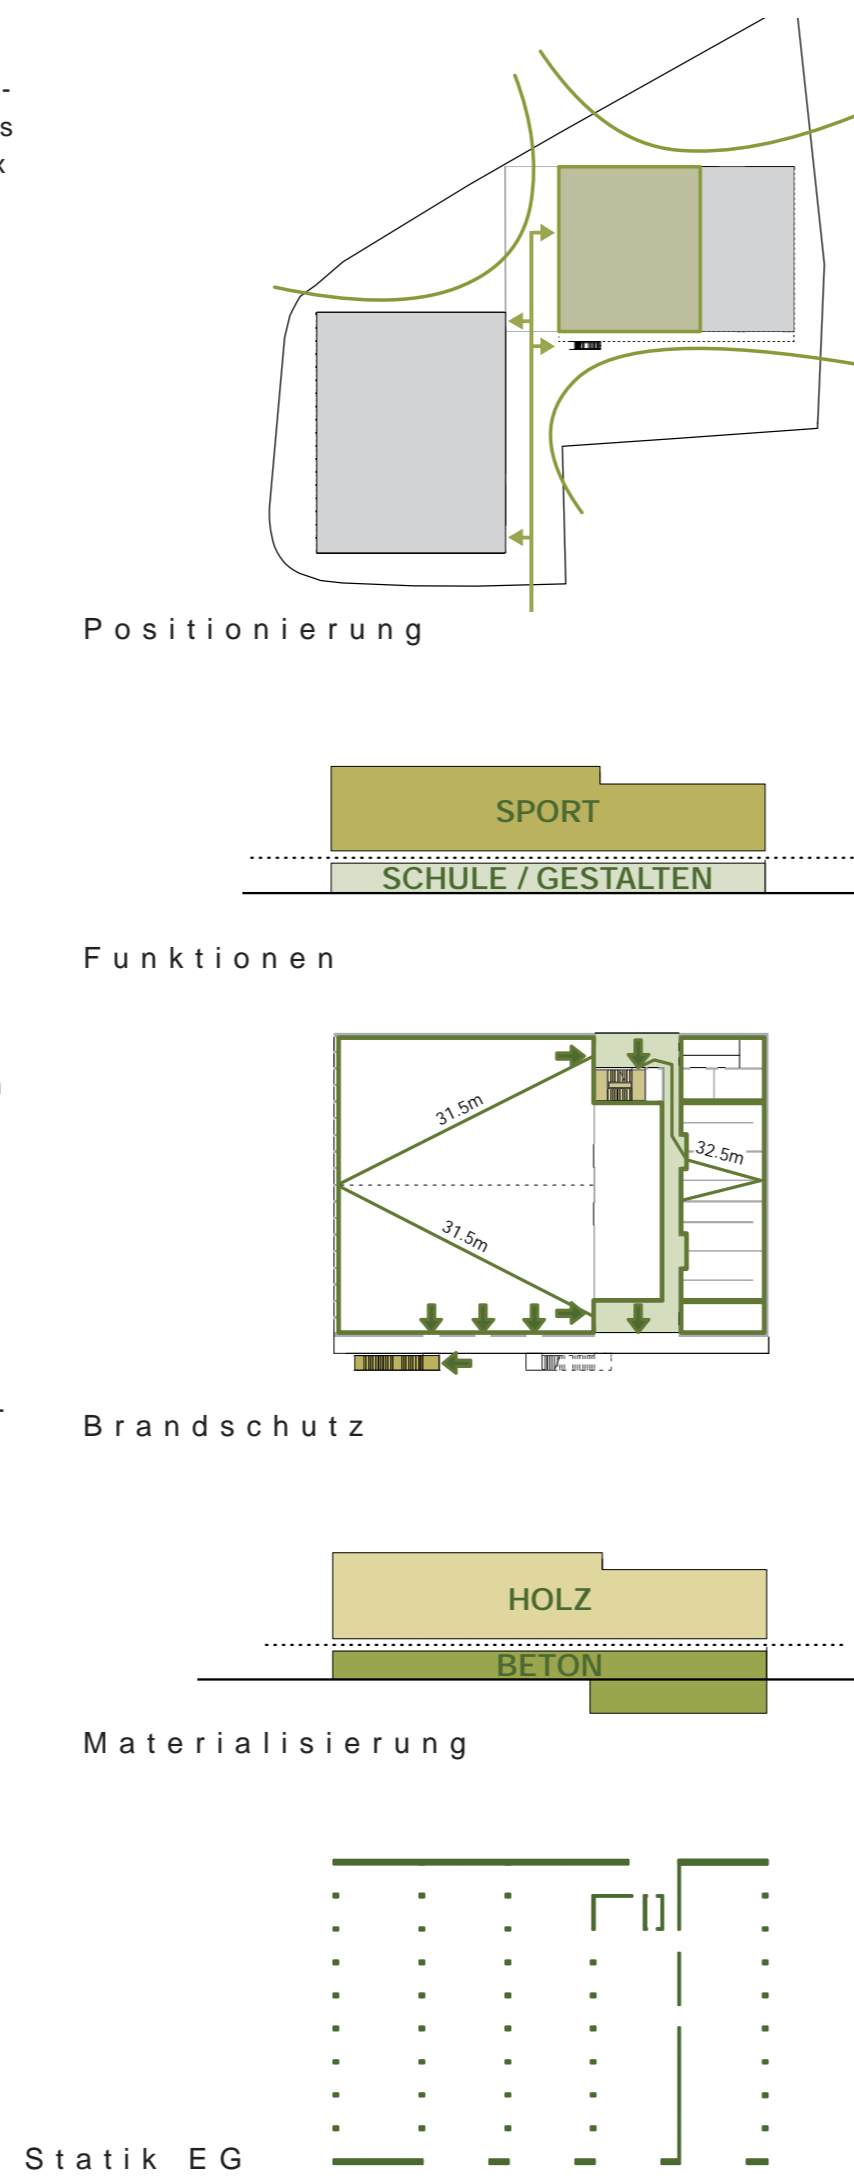 -
s
x
Positionierung
SPORT
SCHULE / GESTALTEN
Funktionen
31.5m
32.5m
31.5m
-
Brandschutz
HOLZ
BETON
Materialisierung
Statik EG